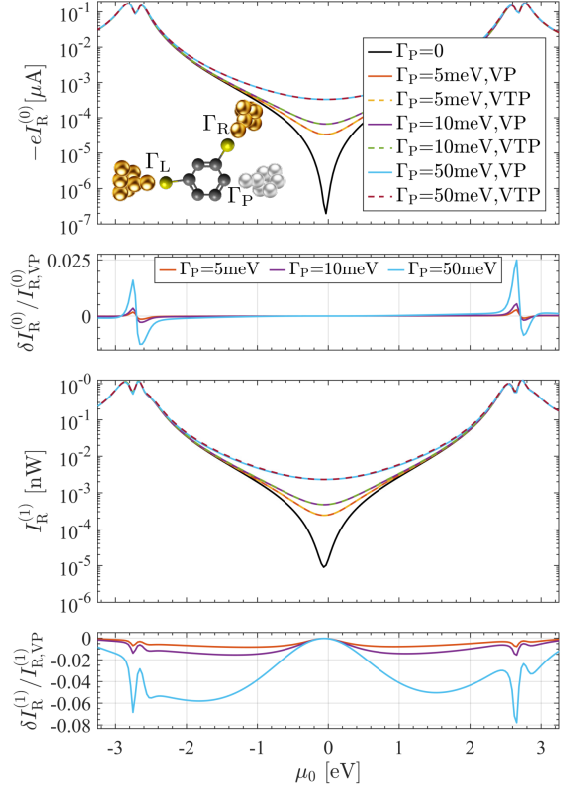 10^{-1}
10^{-2}
10^{-3}
10^{-4}
10^{-5}
10^{-6}
10^{-7}
-eI_R^{(0)} [μA]
Γ_R
Γ_L
Γ_P
Γ_P=0
Γ_P=5meV,VP
Γ_P=5meV,VTP
Γ_P=10meV,VP
Γ_P=10meV,VTP
Γ_P=50meV,VP
Γ_P=50meV,VTP
0.025
0
-0.015
δI_R^{(0)}/I_{R,VP}^{(0)}
Γ_P=5meV Γ_P=10meV Γ_P=50meV
10^{-0}
10^{-1}
10^{-2}
10^{-3}
10^{-4}
10^{-5}
10^{-6}
I_R^{(1)} [nW]
0
-0.02
-0.04
-0.06
-0.08
δI_R^{(1)}/I_{R,VP}^{(1)}
-3 -2 -1 0 1 2 3
μ_0 [eV]